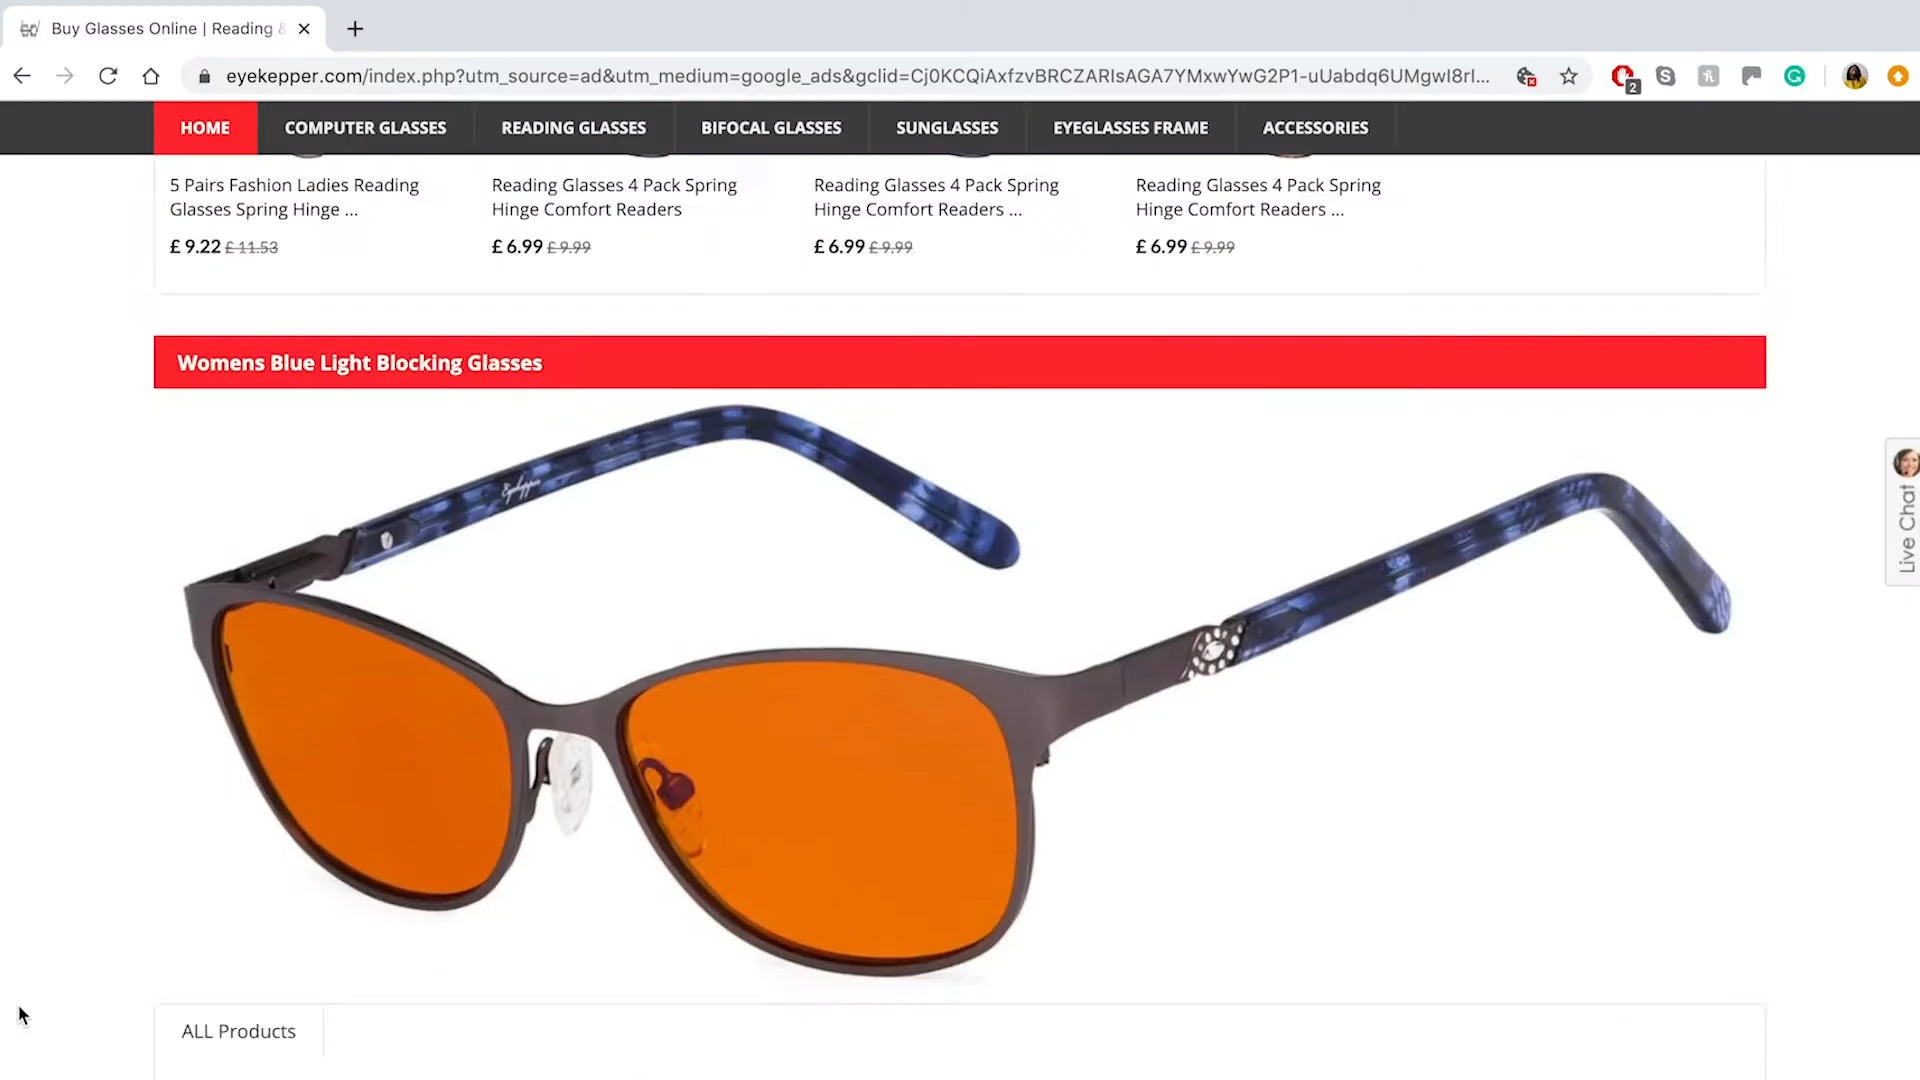 Buy Glasses Online | Reading &
eyekepper.com/index.php?utm_source=ad&utm_medium=google_ads&gclid=Cj0KCQiAxfzvBRCZARIsAGA7YMxwYwG2P1-uUabdq6UMgwI8rI...
2
HOME COMPUTER GLASSES READING GLASSES BIFOCAL GLASSES SUNGLASSES EYEGLASSES FRAME ACCESSORIES
5 Pairs Fashion Ladies Reading
Glasses Spring Hinge ...
£ 9.22 £ 11.53
Reading Glasses 4 Pack Spring
Hinge Comfort Readers
£ 6.99 £ 9.99
Reading Glasses 4 Pack Spring
Hinge Comfort Readers ...
£ 6.99 £ 9.99
Reading Glasses 4 Pack Spring
Hinge Comfort Readers ...
£ 6.99 £ 9.99
Womens Blue Light Blocking Glasses
Eyekepper
Live Chat
ALL Products